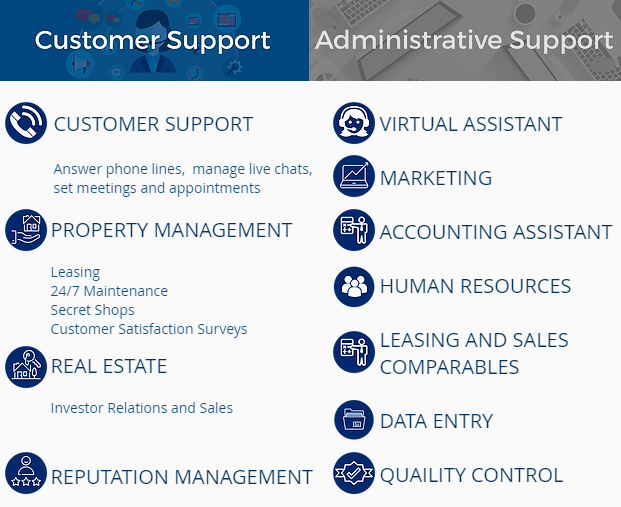 Customer Support
CUSTOMER SUPPORT
Answer phone lines, manage live chats,
set meetings and appointments
PROPERTY MANAGEMENT
Leasing
24/7 Maintenance
Secret Shops
Customer Satisfaction Surveys
REAL ESTATE
Investor Relations and Sales
REPUTATION MANAGEMENT
Administrative Support
VIRTUAL ASSISTANT
MARKETING
ACCOUNTING ASSISTANT
HUMAN RESOURCES
LEASING AND SALES
COMPARABLES
DATA ENTRY
QUAILITY CONTROL